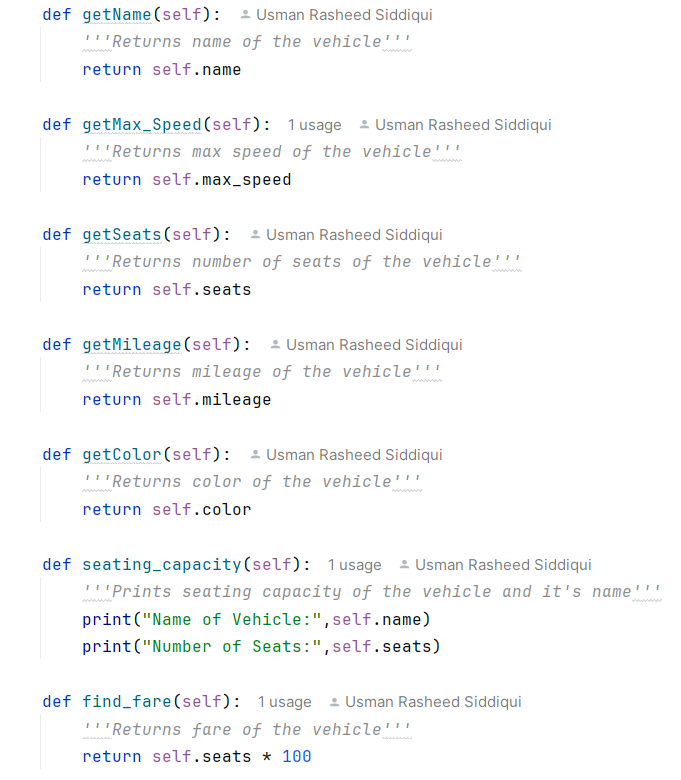 def getName(self): Usman Rasheed Siddiqui
'''Returns name of the vehicle'''
return self.name
def getMax_Speed(self): 1 usage Usman Rasheed Siddiqui
'''Returns max speed of the vehicle'''
return self.max_speed
def getSeats(self): Usman Rasheed Siddiqui
'''Returns number of seats of the vehicle'''
return self.seats
def getMileage(self): Usman Rasheed Siddiqui
'''Returns mileage of the vehicle'''
return self.mileage
def getColor(self): Usman Rasheed Siddiqui
'''Returns color of the vehicle'''
return self.color
def seating_capacity(self): 1 usage Usman Rasheed Siddiqui
'''Prints seating capacity of the vehicle and it's name'''
print("Name of Vehicle:",self.name)
print("Number of Seats:",self.seats)
def find_fare(self): 1 usage Usman Rasheed Siddiqui
'''Returns fare of the vehicle'''
return self.seats * 100